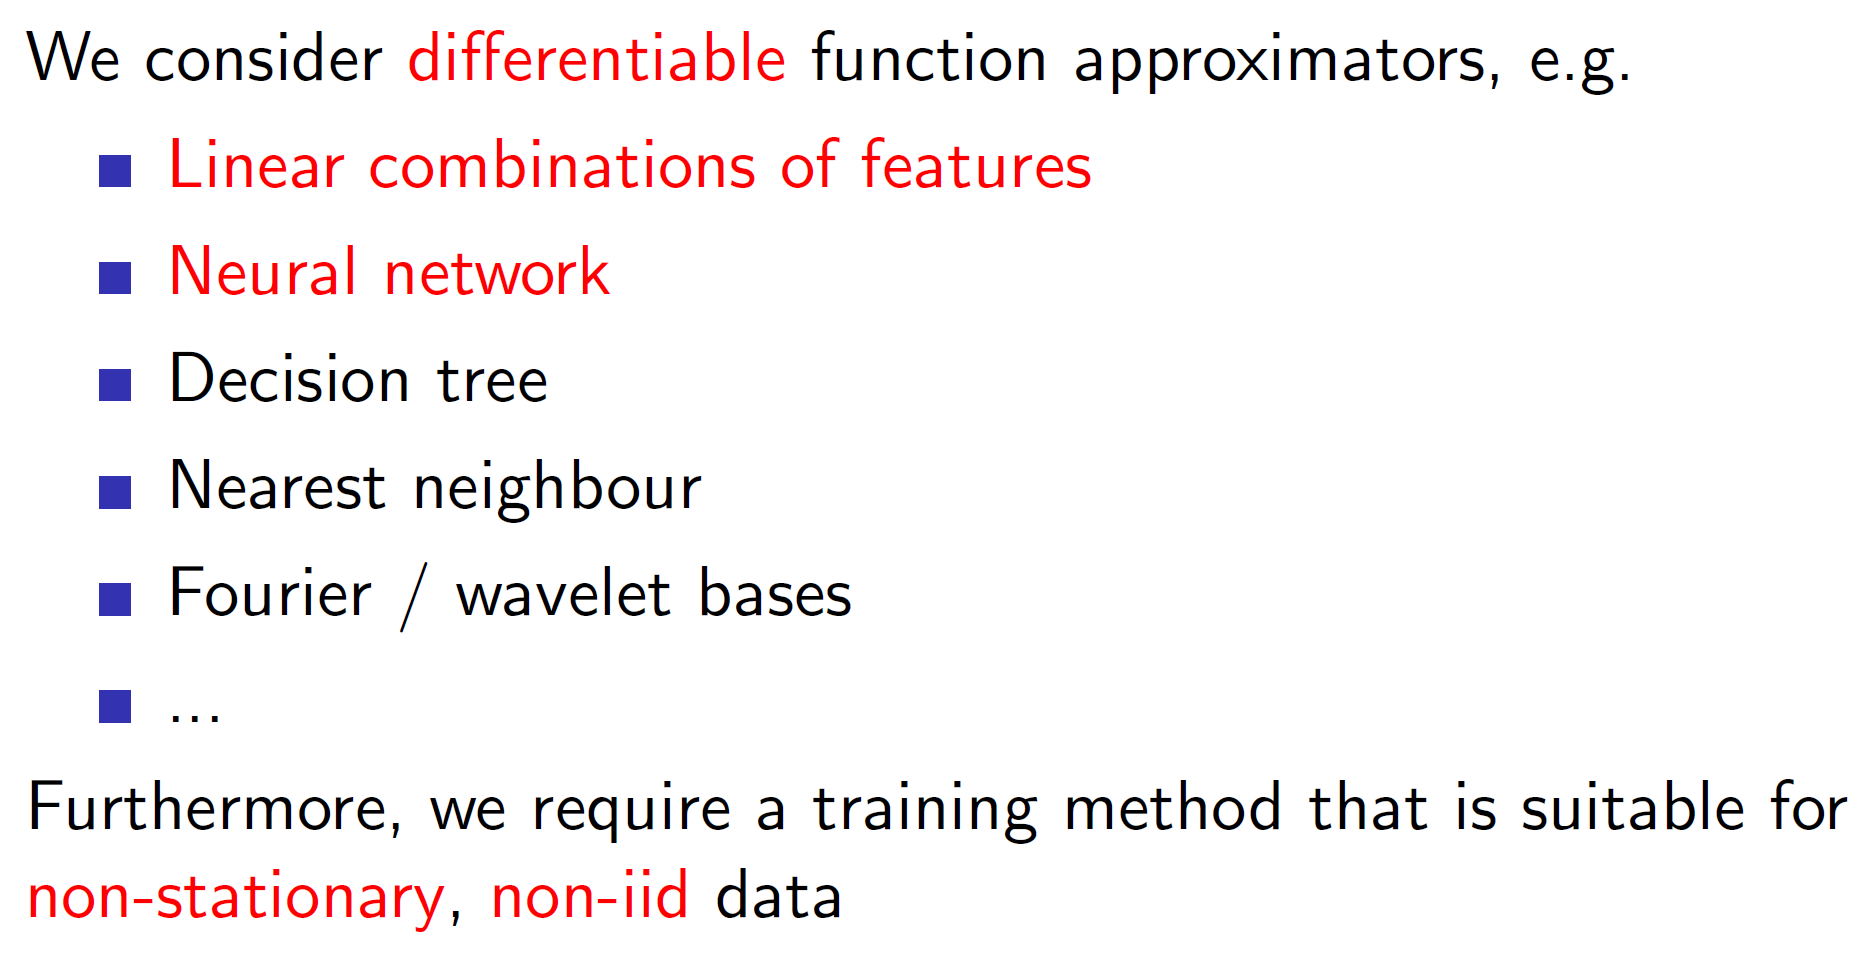 We consider differentiable function approximators, e.g.
Linear combinations of features
Neural network
Decision tree
Nearest neighbour
Fourier / wavelet bases
...
Furthermore, we require a training method that is suitable for
non-stationary, non-iid data